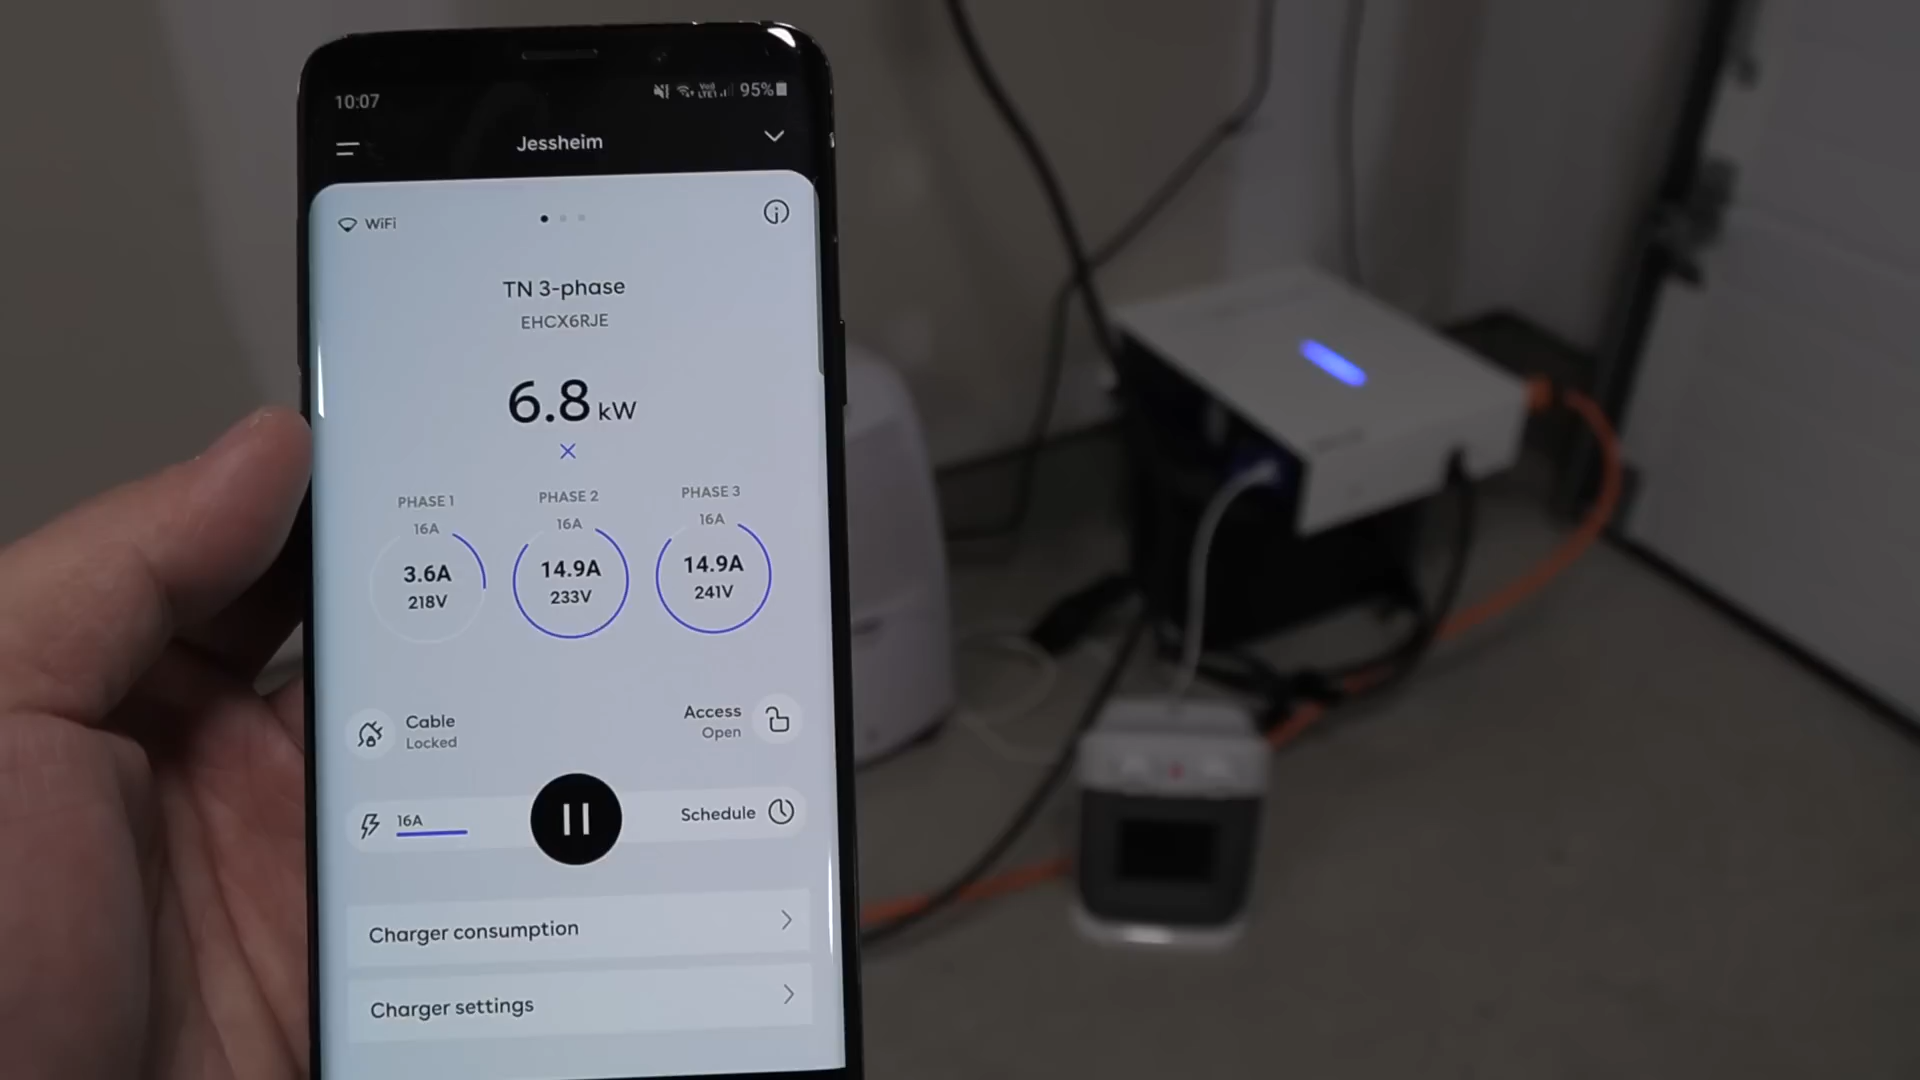 10:07
95%
Jessheim
WiFi
TN 3-phase
EHCX6RJE
6.8 kW
PHASE 1 PHASE 2 PHASE 3
16A 16A 16A
3.6A 14.9A 14.9A
218V 233V 241V
Cable
Locked
Access
Open
16A
Schedule
Charger consumption
Charger settings